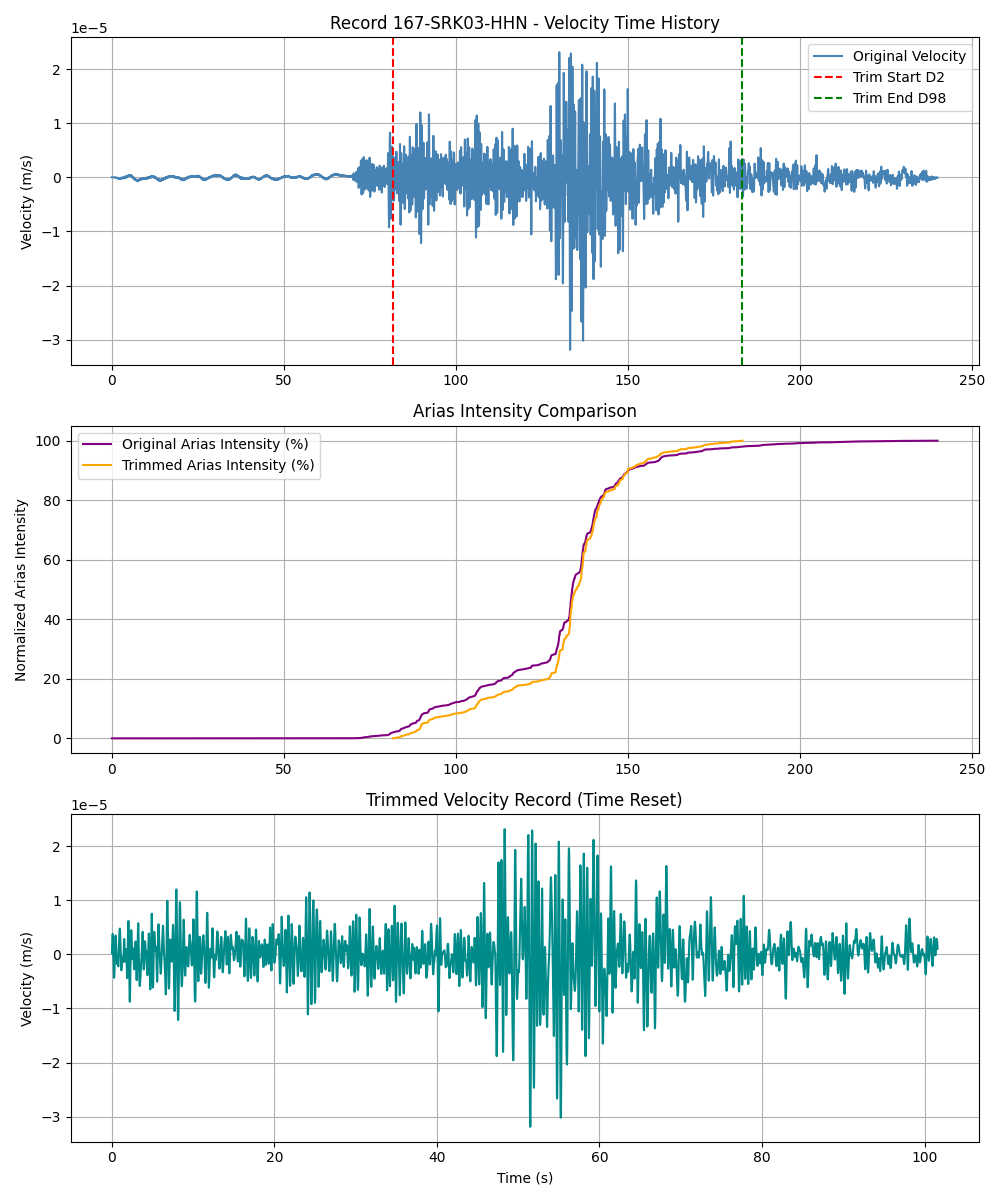 Record 167-SRK03-HHN - Velocity Time History
1e−5
2
1
0
−1
−2
−3
Velocity (m/s)
Original Velocity
Trim Start D2
Trim End D98
0 50 100 150 200 250
Arias Intensity Comparison
100
80
60
40
20
0
Normalized Arias Intensity
Original Arias Intensity (%)
Trimmed Arias Intensity (%)
0 50 100 150 200 250
Trimmed Velocity Record (Time Reset)
1e−5
2
1
0
−1
−2
−3
Velocity (m/s)
0 20 40 60 80 100
Time (s)